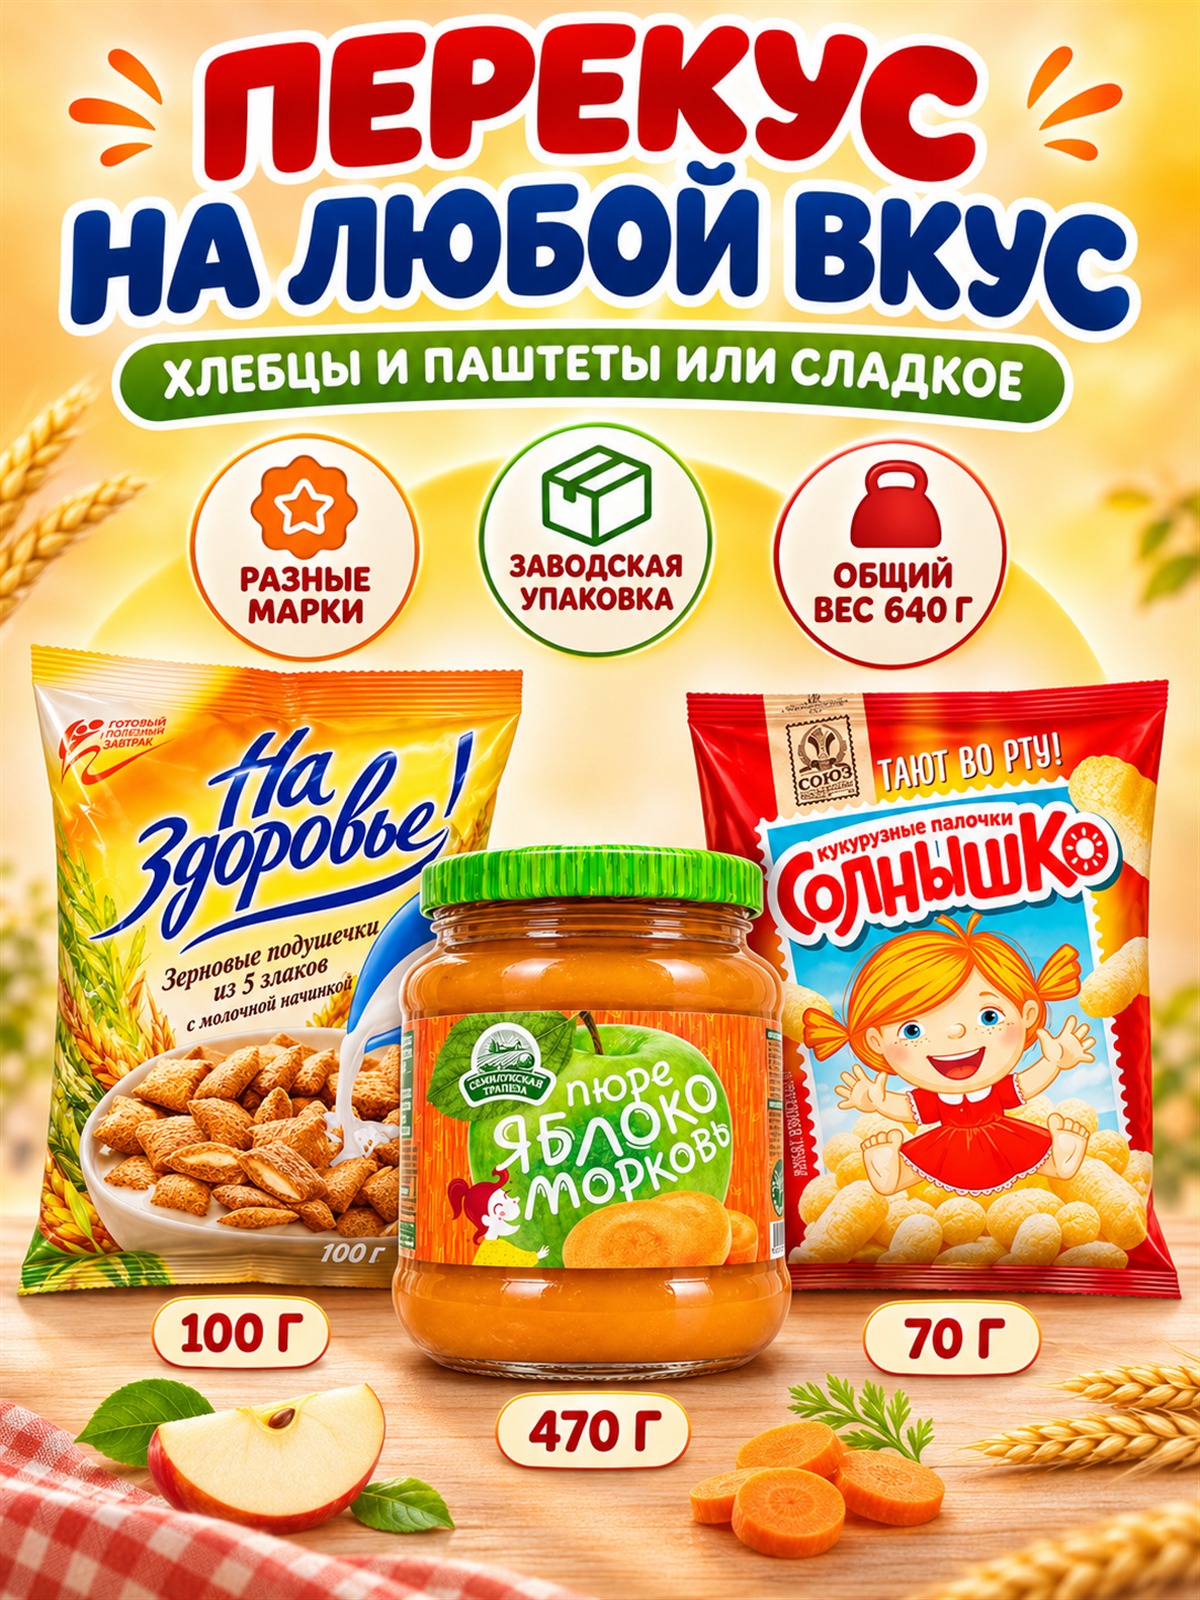 ПЕРЕКУС
НА ЛЮБОЙ ВКУС
ХЛЕБЦЫ И ПАШТЕТЫ ИЛИ СЛАДКОЕ
РАЗНЫЕ
МАРКИ
ЗАВОДСКАЯ
УПАКОВКА
ОБЩИЙ
ВЕС 640 Г
ГОТОВЫЙ
ПОЛЕЗНЫЙ
ЗАВТРАК
На
Здоровье!
Зерновые подушечки
из 5 злаков
с молочной начинкой
100 г
СЕМИЛУКСКАЯ
ТРАПЕЗА
ПЮРЕ
ЯБЛОКО
МОРКОВЬ
СОЮЗ
ТАЮТ ВО РТУ!
КУКУРУЗНЫЕ ПАЛОЧКИ
СОЛНЫШКО
100 Г
470 Г
70 Г